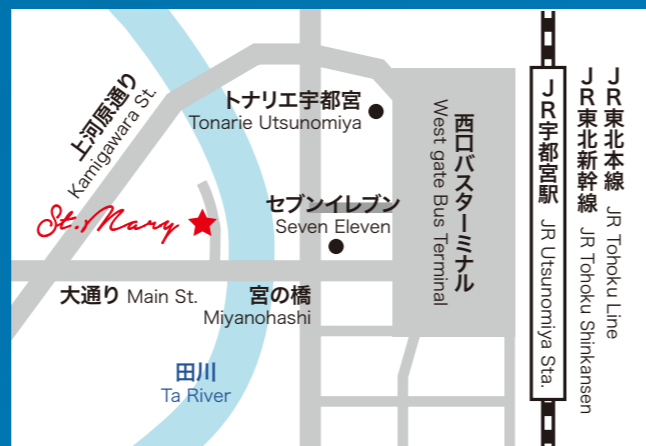 上河原通り
Kamigawara St.
トナリエ宇都宮
Tonarie Utsunomiya
St. Mary
セブンイレブン
Seven Eleven
大通り Main St.
宮の橋
Miyanohashi
田川
Ta River
西口バスターミナル
West gate Bus Terminal
JR宇都宮駅 JR Utsunomiya Sta.
JR東北新幹線 JR Tohoku Shinkansen
JR東北本線 JR Tohoku Line